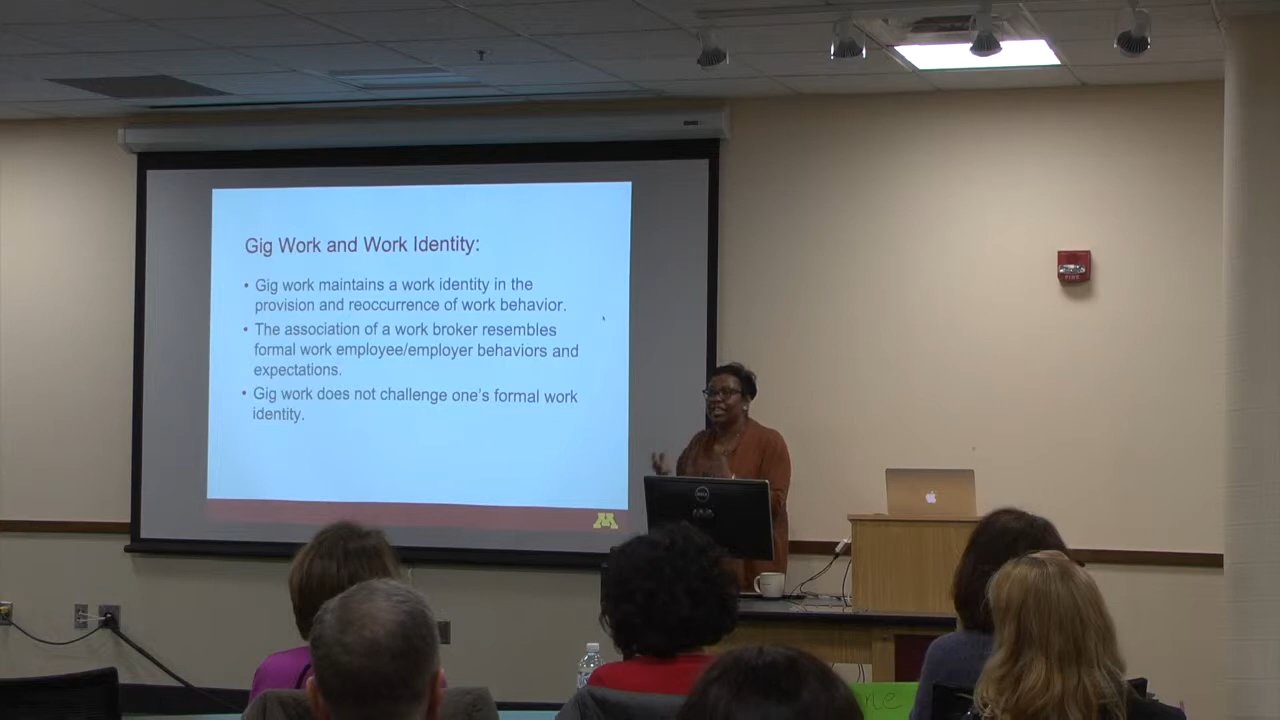 Gig Work and Work Identity:
• Gig work maintains a work identity in the
provision and reoccurrence of work behavior.
• The association of a work broker resembles
formal work employee/employer behaviors and
expectations.
• Gig work does not challenge one's formal work
identity.
M
FIRE
DELL